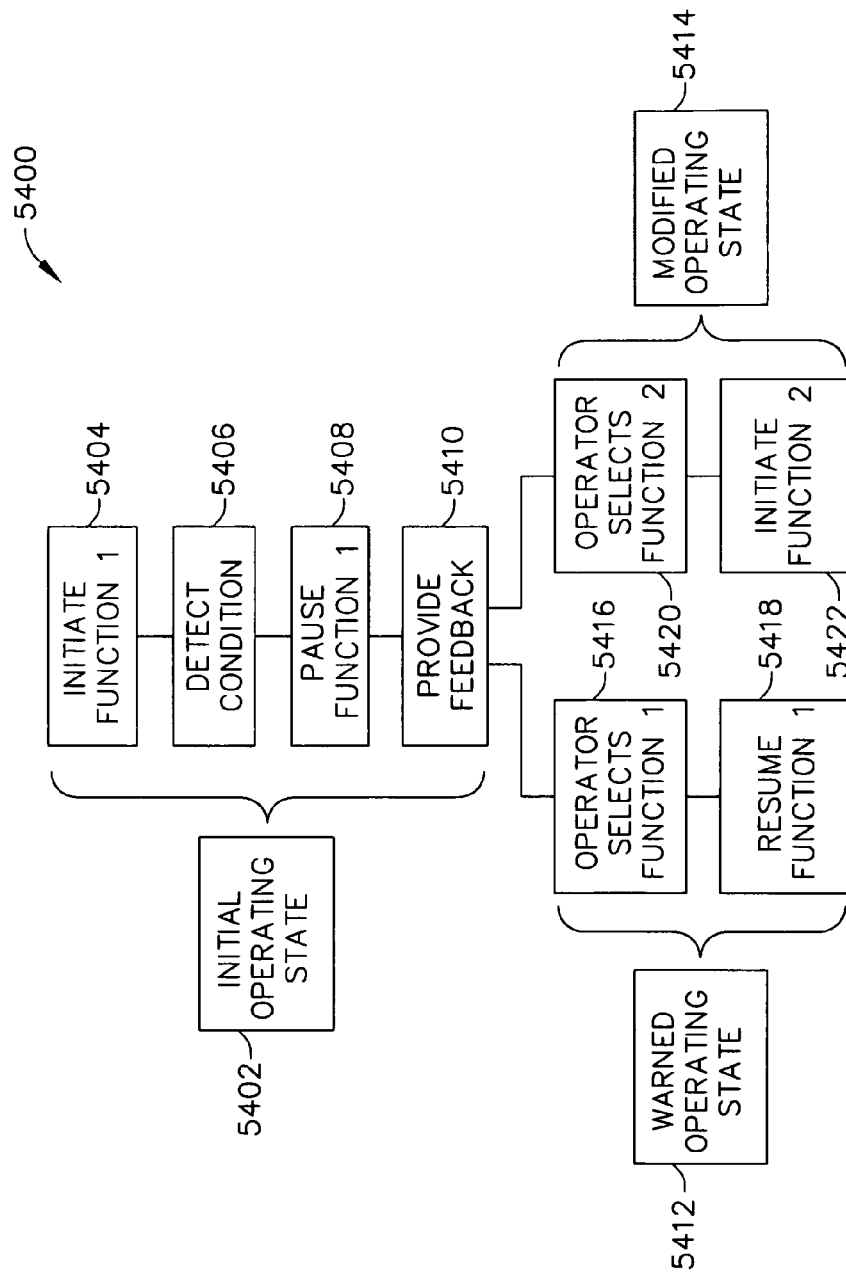 5400
INITIATE
FUNCTION 1
5404
DETECT
CONDITION
5406
INITIAL
OPERATING
STATE
5402
PAUSE
FUNCTION 1
5408
PROVIDE
FEEDBACK
5410
WARNED
OPERATING
STATE
5412
OPERATOR
SELECTS
FUNCTION 1
5416
RESUME
FUNCTION 1
5418
OPERATOR
SELECTS
FUNCTION 2
5420
INITIATE
FUNCTION 2
5422
MODIFIED
OPERATING
STATE
5414